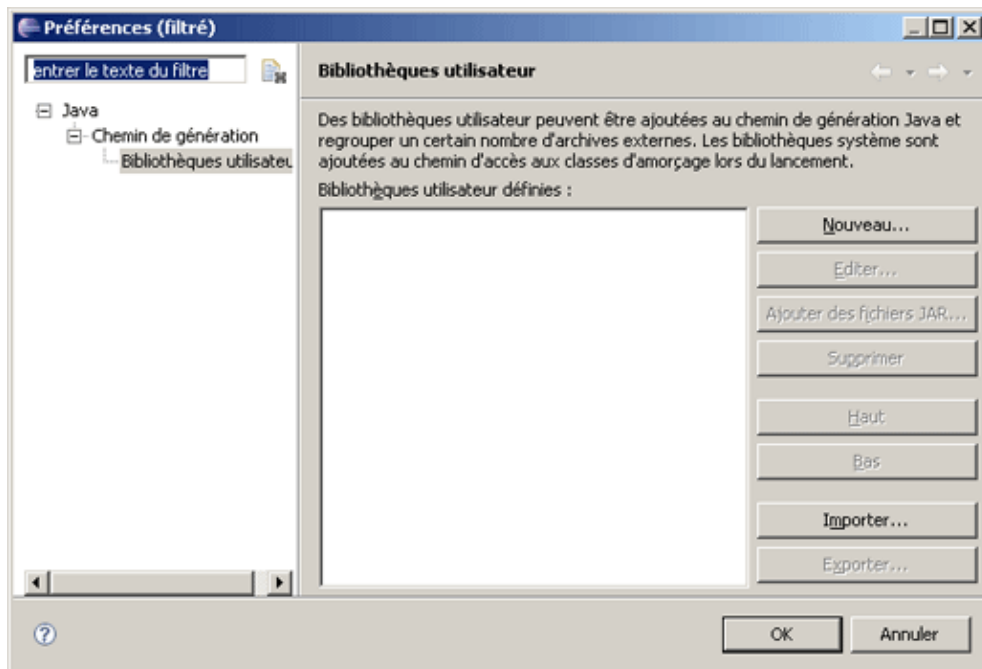 Préférences (filtré)
entrer le texte du filtre
Java
Chemin de génération
Bibliothèques utilisateu
Bibliothèques utilisateur
Des bibliothèques utilisateur peuvent être ajoutées au chemin de génération Java et
regrouper un certain nombre d'archives externes. Les bibliothèques système sont
ajoutées au chemin d'accès aux classes d'amorçage lors du lancement.
Bibliothèques utilisateur définies :
Nouveau...
Editer...
Ajouter des fichiers JAR...
Supprimer
Haut
Bas
Importer...
Exporter...
OK
Annuler